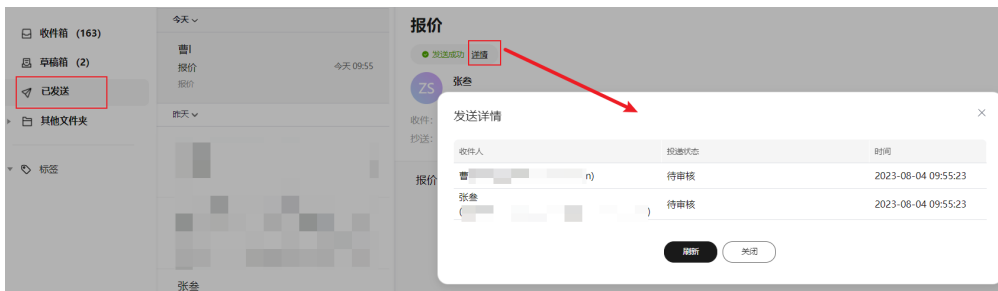 收件箱 (163)
草稿箱 (2)
已发送
其他文件夹
标签
今天
曹l
报价
今天 09:55
报价
昨天
张叁
报价
发送成功 详情
ZS
张叁
收件:
抄送:
报价
发送详情
收件人 投递状态 时间
曹 n) 待审核 2023-08-04 09:55:23
张叁
( ) 待审核 2023-08-04 09:55:23
刷新 关闭